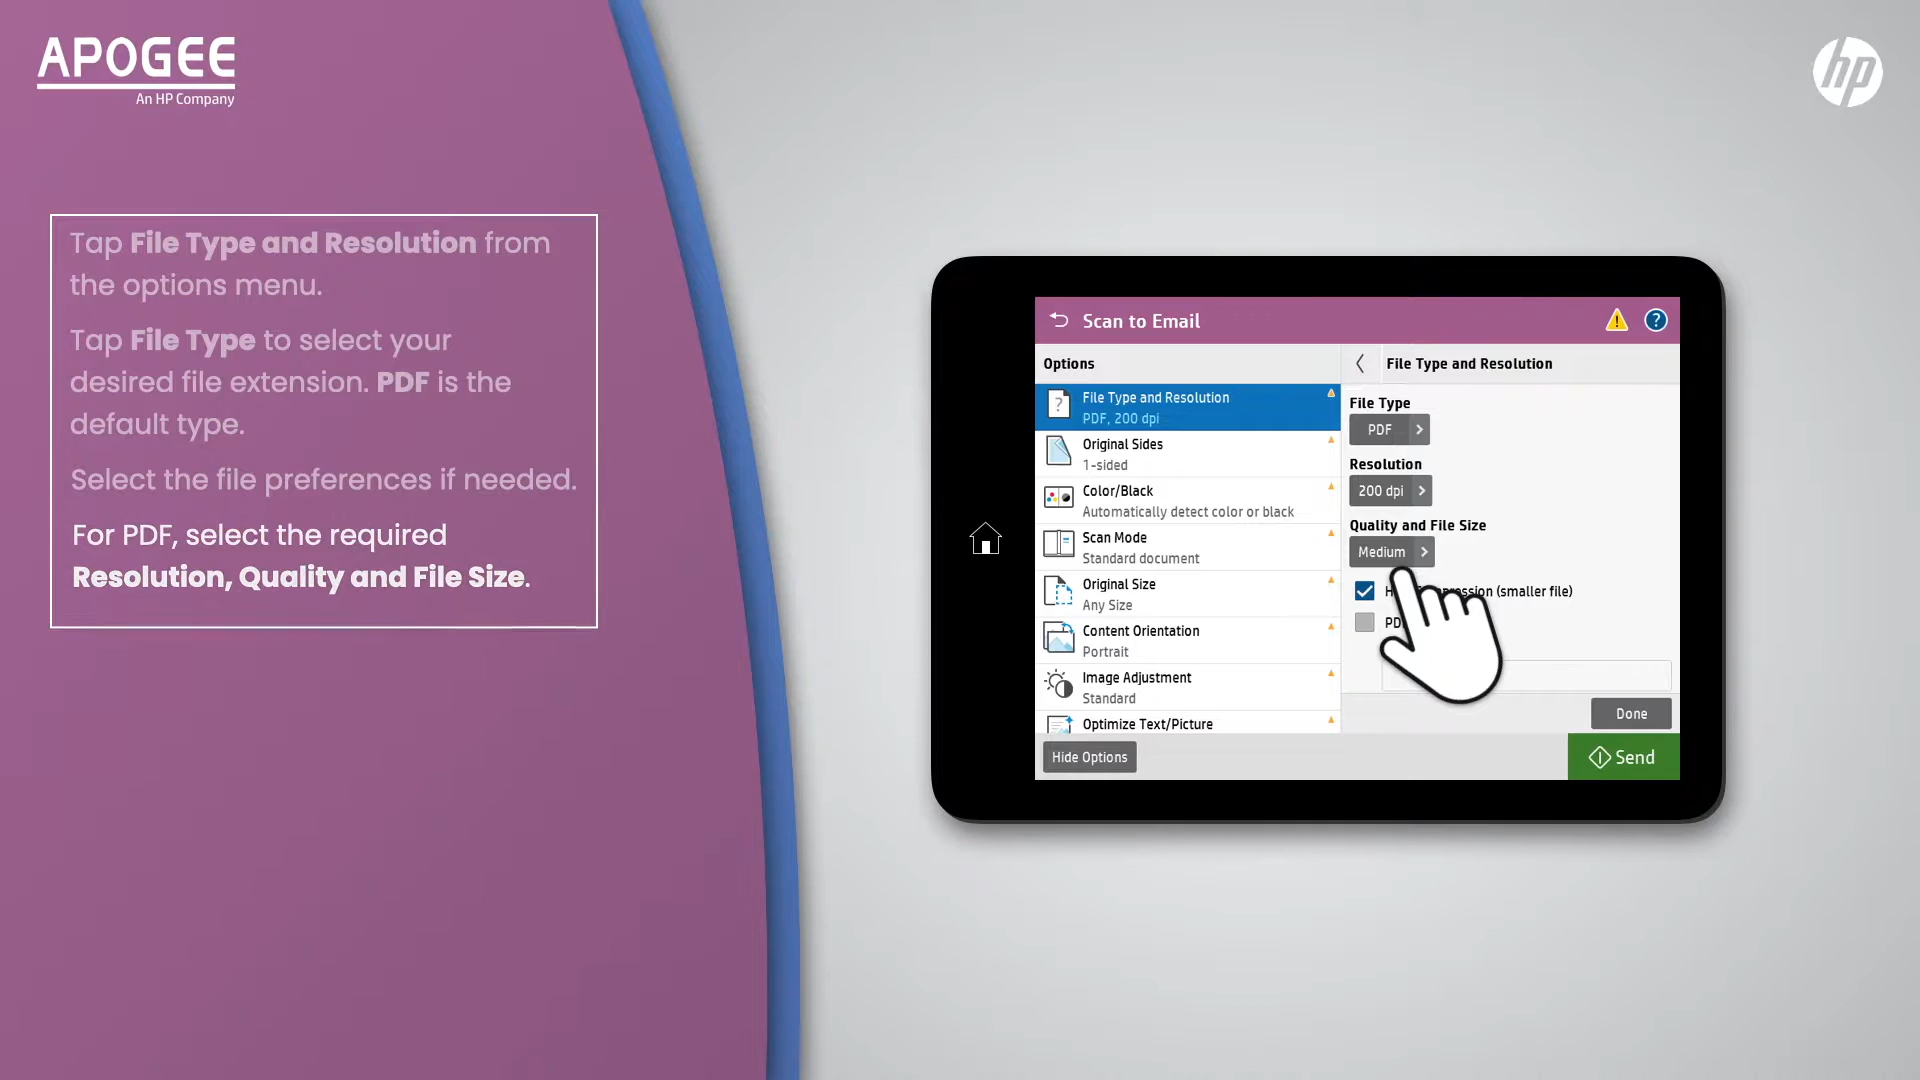 APOGEE
An HP Company
hp
Tap File Type and Resolution from
the options menu.
Tap File Type to select your
desired file extension. PDF is the
default type.
Select the file preferences if needed.
For PDF, select the required
Resolution, Quality and File Size.
Scan to Email
Options
File Type and Resolution
PDF, 200 dpi
Original Sides
1-sided
Color/Black
Automatically detect color or black
Scan Mode
Standard document
Original Size
Any Size
Content Orientation
Portrait
Image Adjustment
Standard
Optimize Text/Picture
Hide Options
File Type and Resolution
File Type
PDF
Resolution
200 dpi
Quality and File Size
Medium
(smaller file)
Done
Send